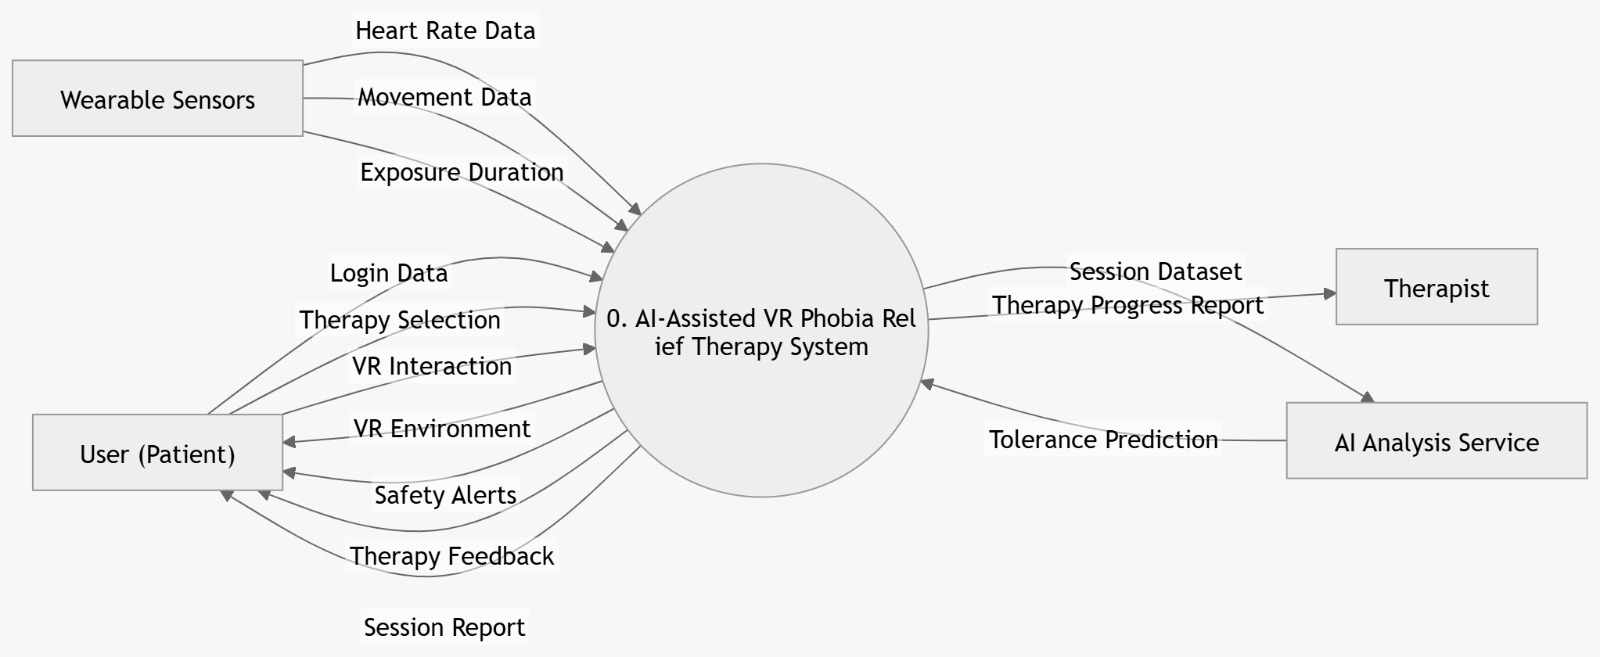 Heart Rate Data
Wearable Sensors
Movement Data
Exposure Duration
Login Data
Therapy Selection
VR Interaction
User (Patient)
VR Environment
Safety Alerts
Therapy Feedback
Session Report
0. AI-Assisted VR Phobia Rel
ief Therapy System
Session Dataset
Therapy Progress Report
Therapist
Tolerance Prediction
AI Analysis Service